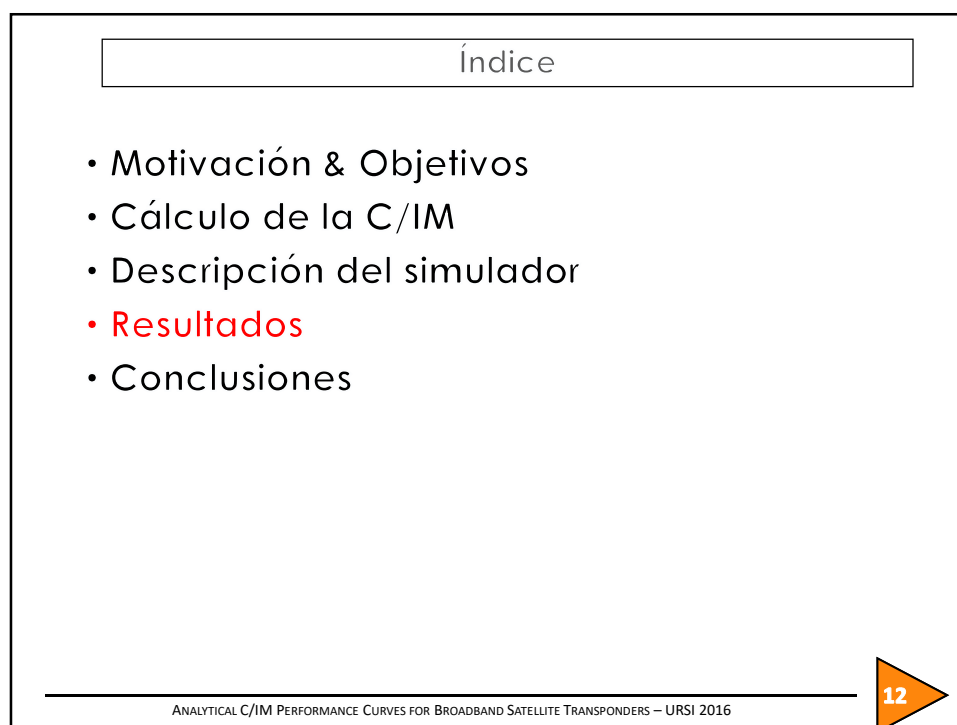 Índice
• Motivación & Objetivos
• Cálculo de la C/IM
• Descripción del simulador
• Resultados
• Conclusiones
ANALYTICAL C/IM PERFORMANCE CURVES FOR BROADBAND SATELLITE TRANSPONDERS – URSI 2016
12